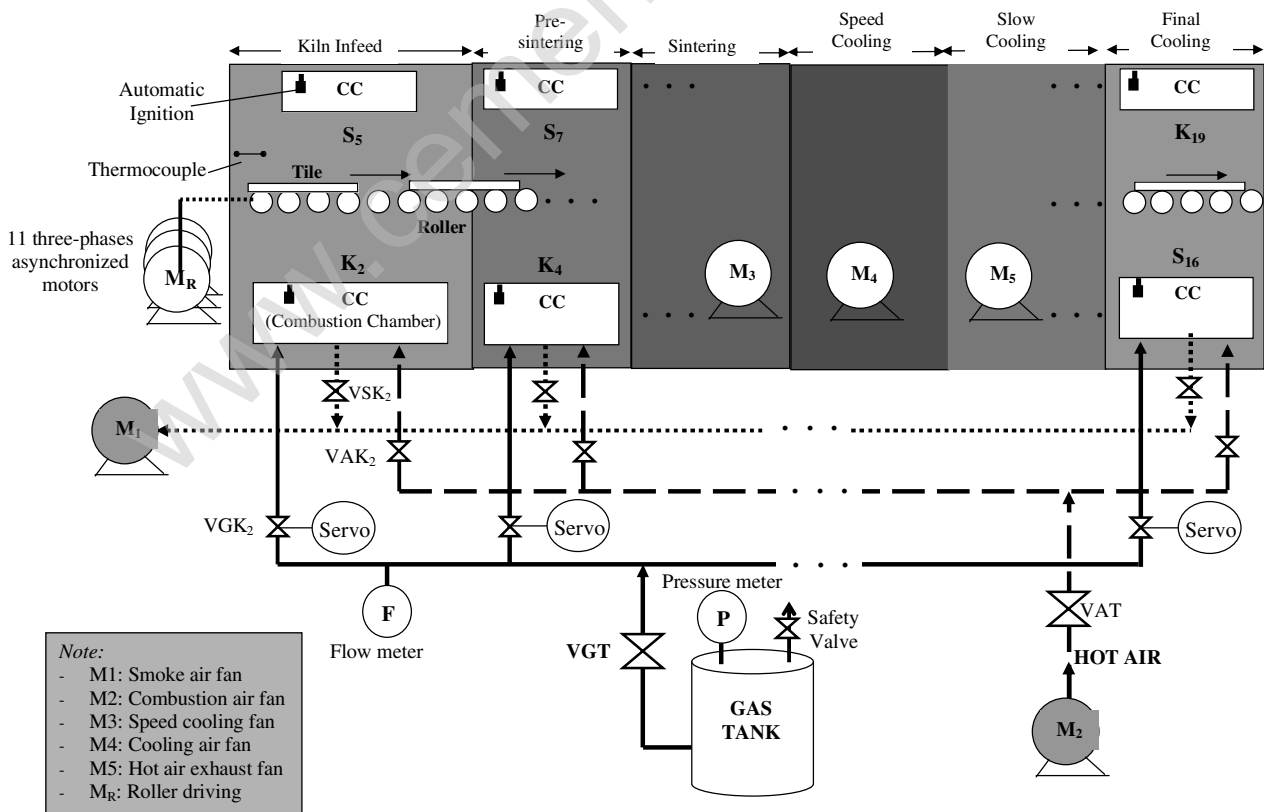 Pre-
sintering
Speed
Cooling
Slow
Cooling
Final
Cooling
Kiln Infeed
Sintering
Automatic
Ignition
CC
CC
CC
S5
S7
K19
Thermocouple
Tile
Roller
11 three-phases
asynchronized
motors
MR
K2
K4
M3
M4
M5
S16
CC
(Combustion Chamber)
CC
CC
VSK2
M1
VAK2
VGK2
Servo
Servo
Servo
F
Flow meter
Pressure meter
P
Safety
Valve
VGT
VAT
HOT AIR
GAS
TANK
M2
Note:
- M1: Smoke air fan
- M2: Combustion air fan
- M3: Speed cooling fan
- M4: Cooling air fan
- M5: Hot air exhaust fan
- MR: Roller driving